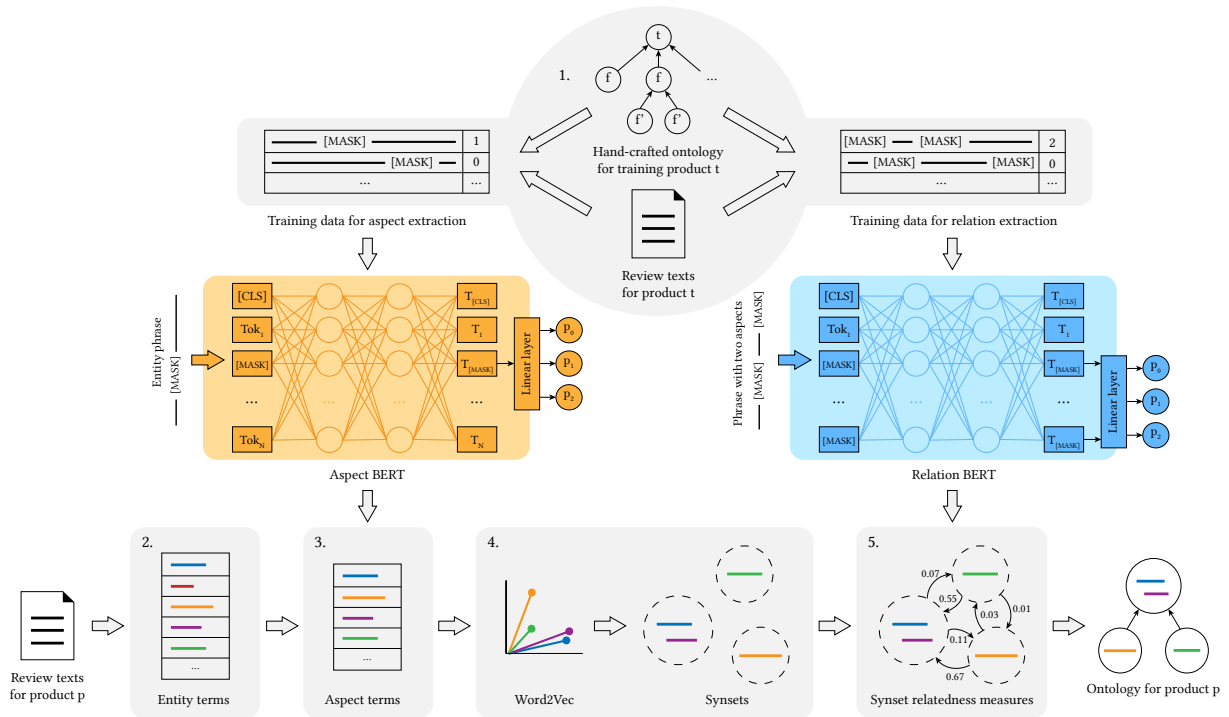 1.
t
f
f
...
f'
f'
Hand-crafted ontology
for training product t
Review texts
for product t
[MASK]
1
[MASK]
0
...
...
Training data for aspect extraction
[MASK]
[MASK]
2
[MASK]
[MASK]
0
...
...
Training data for relation extraction
Entity phrase
[MASK]
[CLS]
Tok1
[MASK]
...
TokN
...
...
T[CLS]
T1
T[MASK]
...
TN
Linear layer
p0
p1
p2
Aspect BERT
Phrase with two aspects
[MASK]
[MASK]
[CLS]
Tok1
[MASK]
...
[MASK]
...
...
T[CLS]
T1
T[MASK]
...
T[MASK]
Linear layer
p0
p1
p2
Relation BERT
Review texts
for product p
2.
...
Entity terms
3.
...
Aspect terms
4.
Word2Vec
Synsets
5.
0.07
0.55
0.03
0.01
0.11
0.67
Synset relatedness measures
Ontology for product p